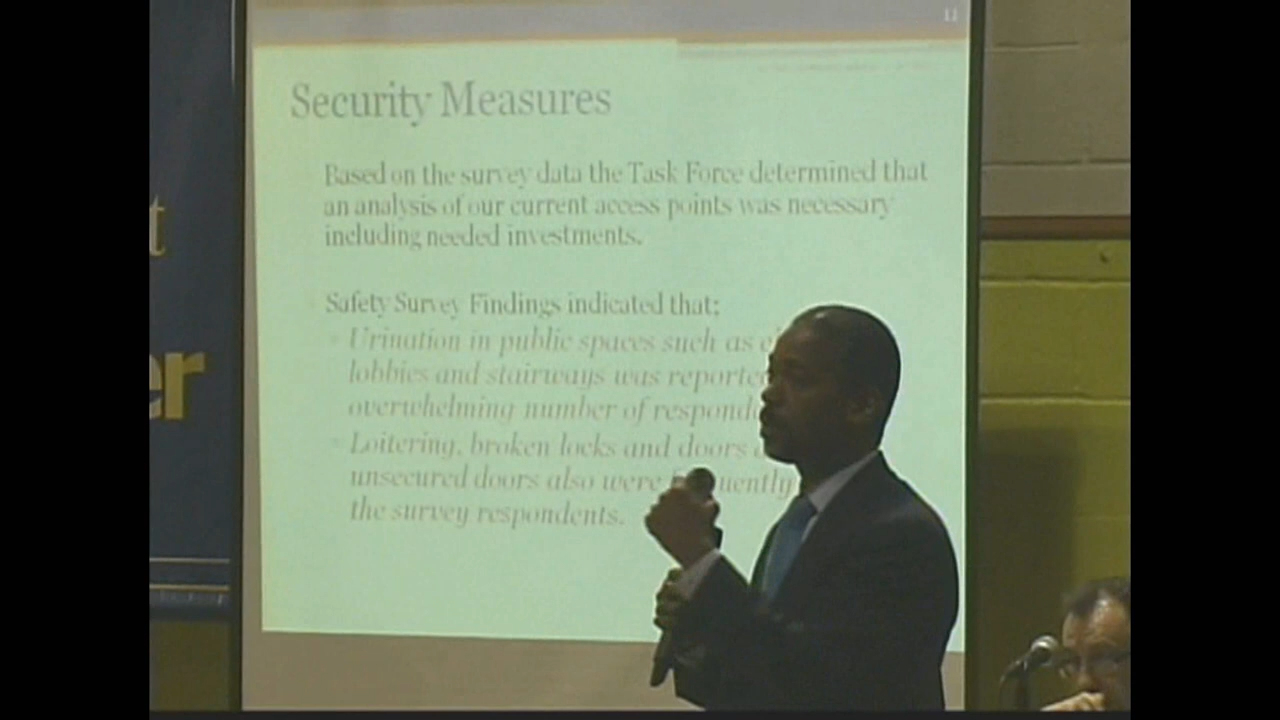 11
Security Measures
Based on the survey data the Task Force determined that
an analysis of our current access points was necessary
including needed investments.
Safety Survey Findings indicated that:
Urination in public spaces such as
lobbies and stairways was reported
overwhelming number of
Loitering, broken locks and doors
unsecured doors also were
the survey respondents.
t
er